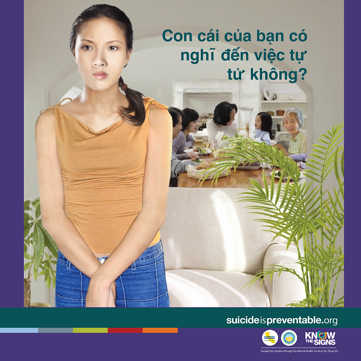 Con cái của bạn có
nghĩ đến việc tự
tử không?
suicideispreventable.org
KNOW
THE SIGNS